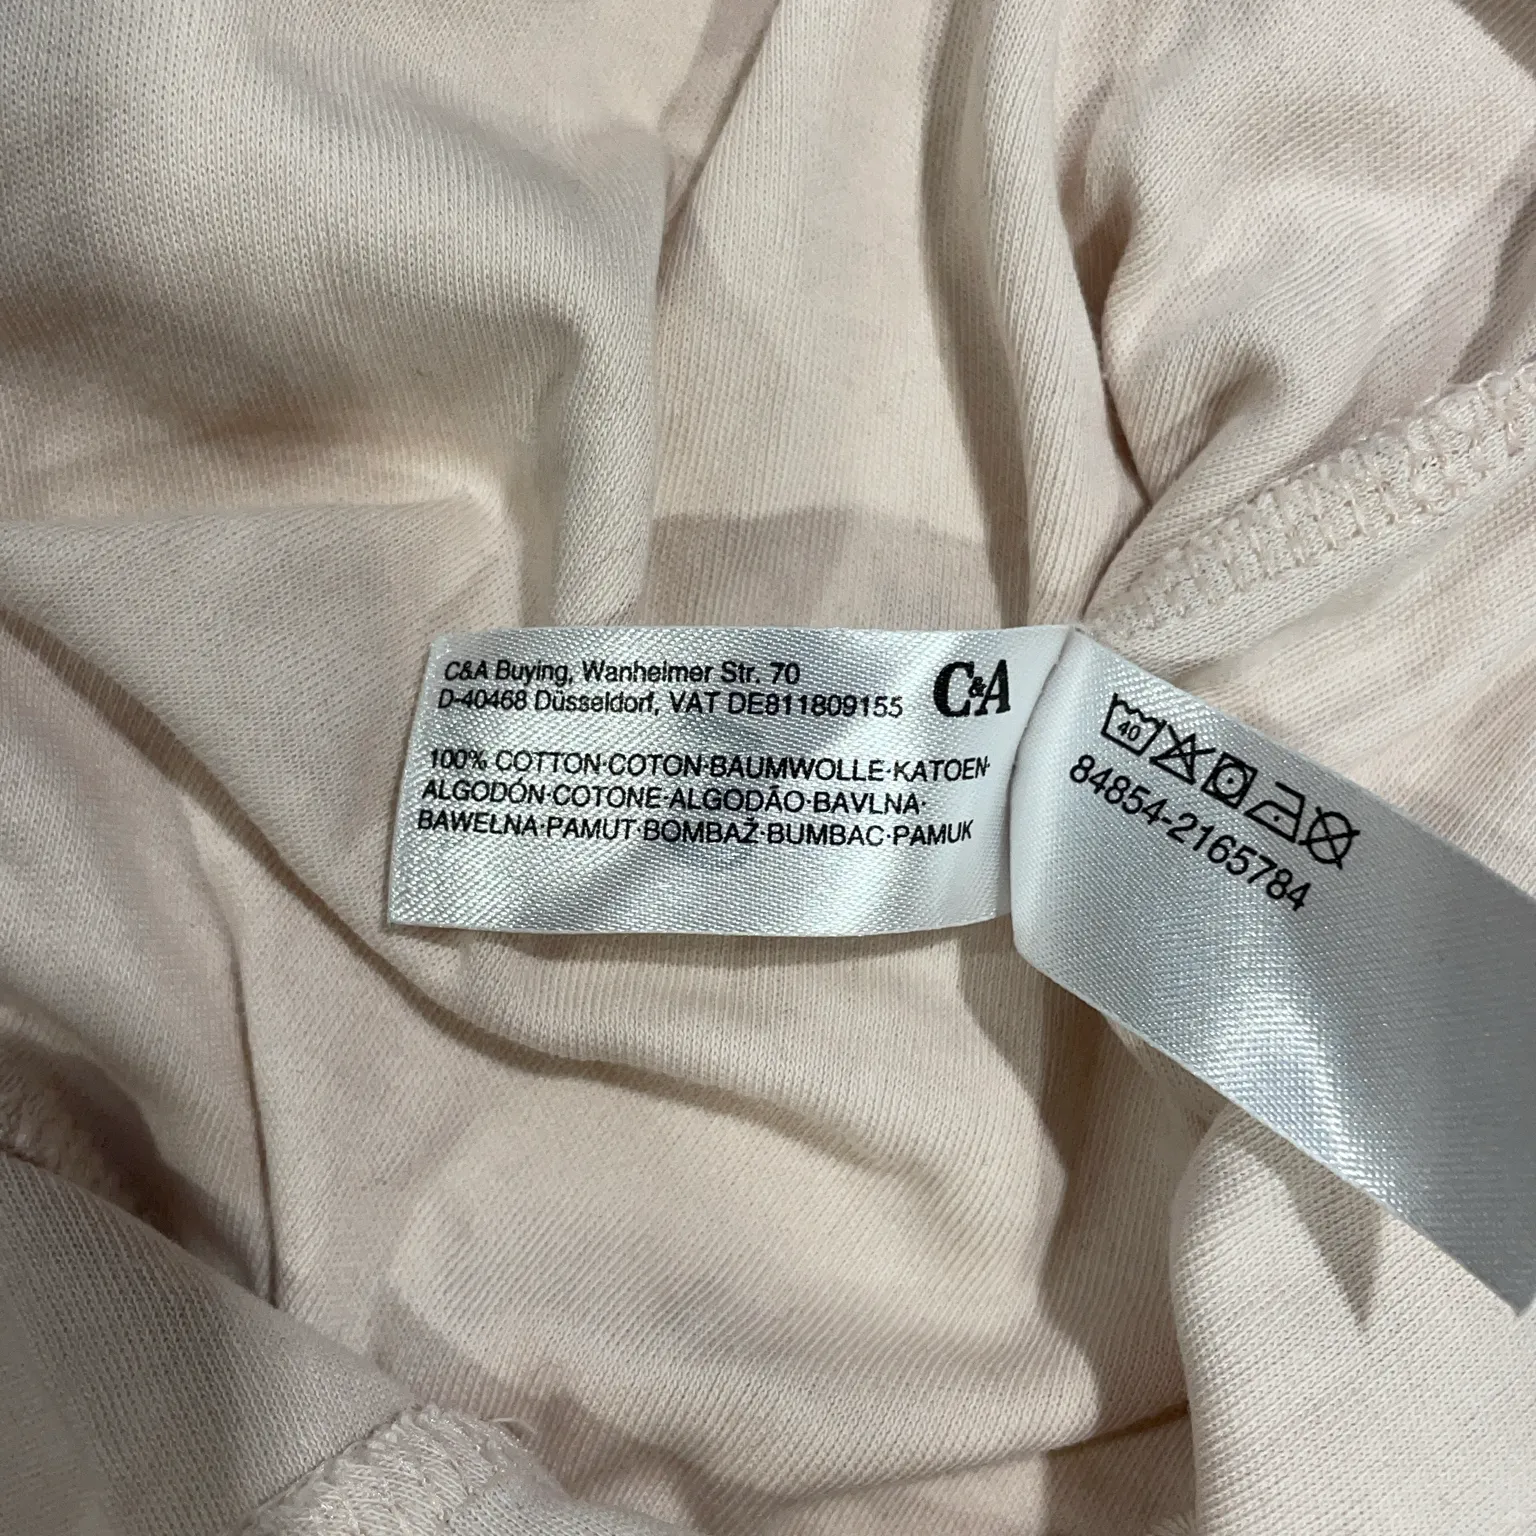 C&A Buying, Wanheimer Str. 70
D-40468 Düsseldorf, VAT DE811809155
C&A
100% COTTON·COTON·BAUMWOLLE·KATOEN·
ALGODÓN·COTONE·ALGODÃO·BAVLNA·
BAWEŁNA·PAMUT·BOMBAŽ·BUMBAC·PAMUK
40
84854-2165784